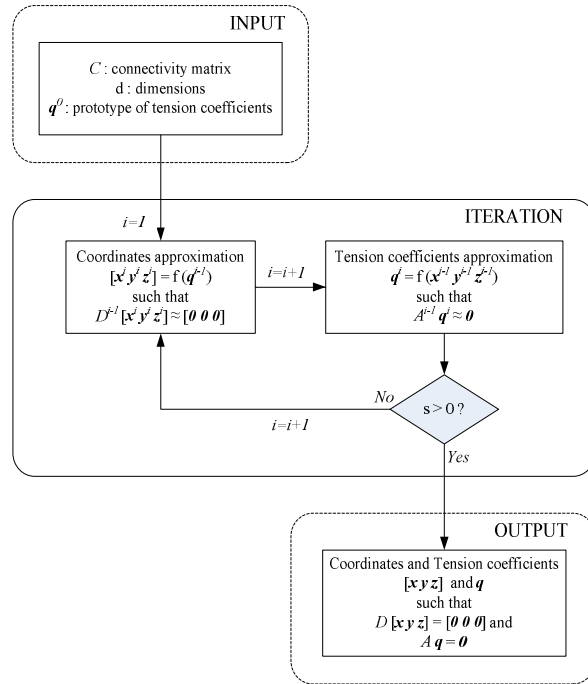 INPUT
C : connectivity matrix
d : dimensions
q⁰ : prototype of tension coefficients
i=1
ITERATION
Coordinates approximation
[xⁱ yⁱ zⁱ] = f (qⁱ⁻¹)
such that
Dⁱ⁻¹ [xⁱ yⁱ zⁱ] ≈ [0 0 0]
i=i+1
Tension coefficients approximation
qⁱ = f (xⁱ⁻¹ yⁱ⁻¹ zⁱ⁻¹)
such that
Aⁱ⁻¹ qⁱ ≈ 0
No
s > 0 ?
i=i+1
Yes
OUTPUT
Coordinates and Tension coefficients
[x y z] and q
such that
D [x y z] = [0 0 0] and
A q = 0